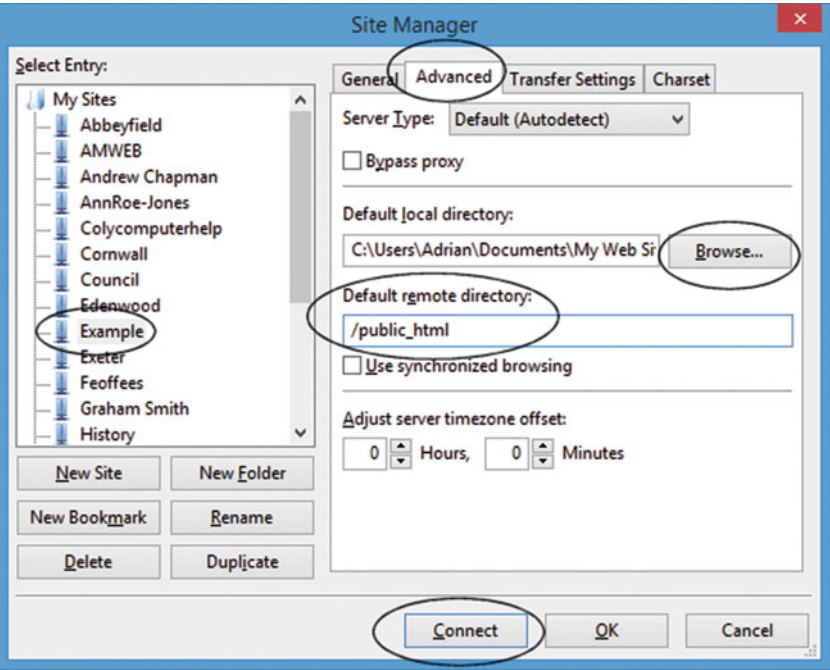 Site Manager
Select Entry:
My Sites
Abbeyfield
AMWEB
Andrew Chapman
AnnRoe-Jones
Colycomputerhelp
Cornwall
Council
Edenwood
Example
Exeter
Feoffees
Graham Smith
History
New Site New Folder
New Bookmark Rename
Delete Duplicate
General Advanced Transfer Settings Charset
Server Type: Default (Autodetect)
Bypass proxy
Default local directory:
C:\Users\Adrian\Documents\My Web Si Browse...
Default remote directory:
/public_html
Use synchronized browsing
Adjust server timezone offset:
0 Hours, 0 Minutes
Connect OK Cancel